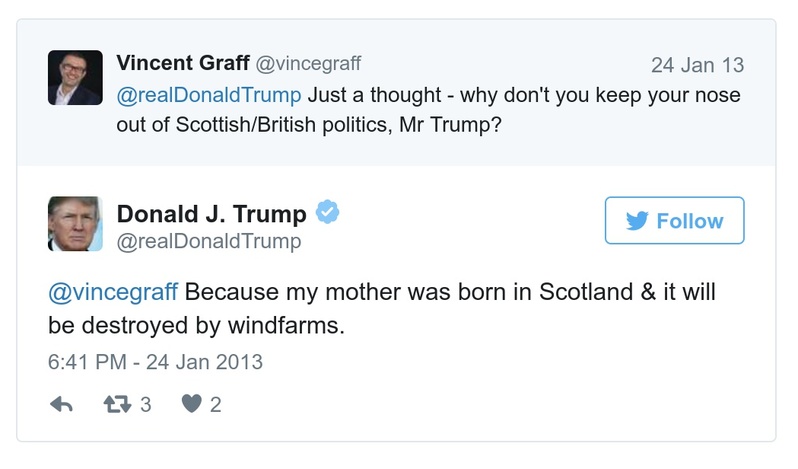 Vincent Graff @vincegraff 24 Jan 13
@realDonaldTrump Just a thought - why don't you keep your nose
out of Scottish/British politics, Mr Trump?
Donald J. Trump
@realDonaldTrump
Follow
@vincegraff Because my mother was born in Scotland & it will
be destroyed by windfarms.
6:41 PM - 24 Jan 2013
3 2